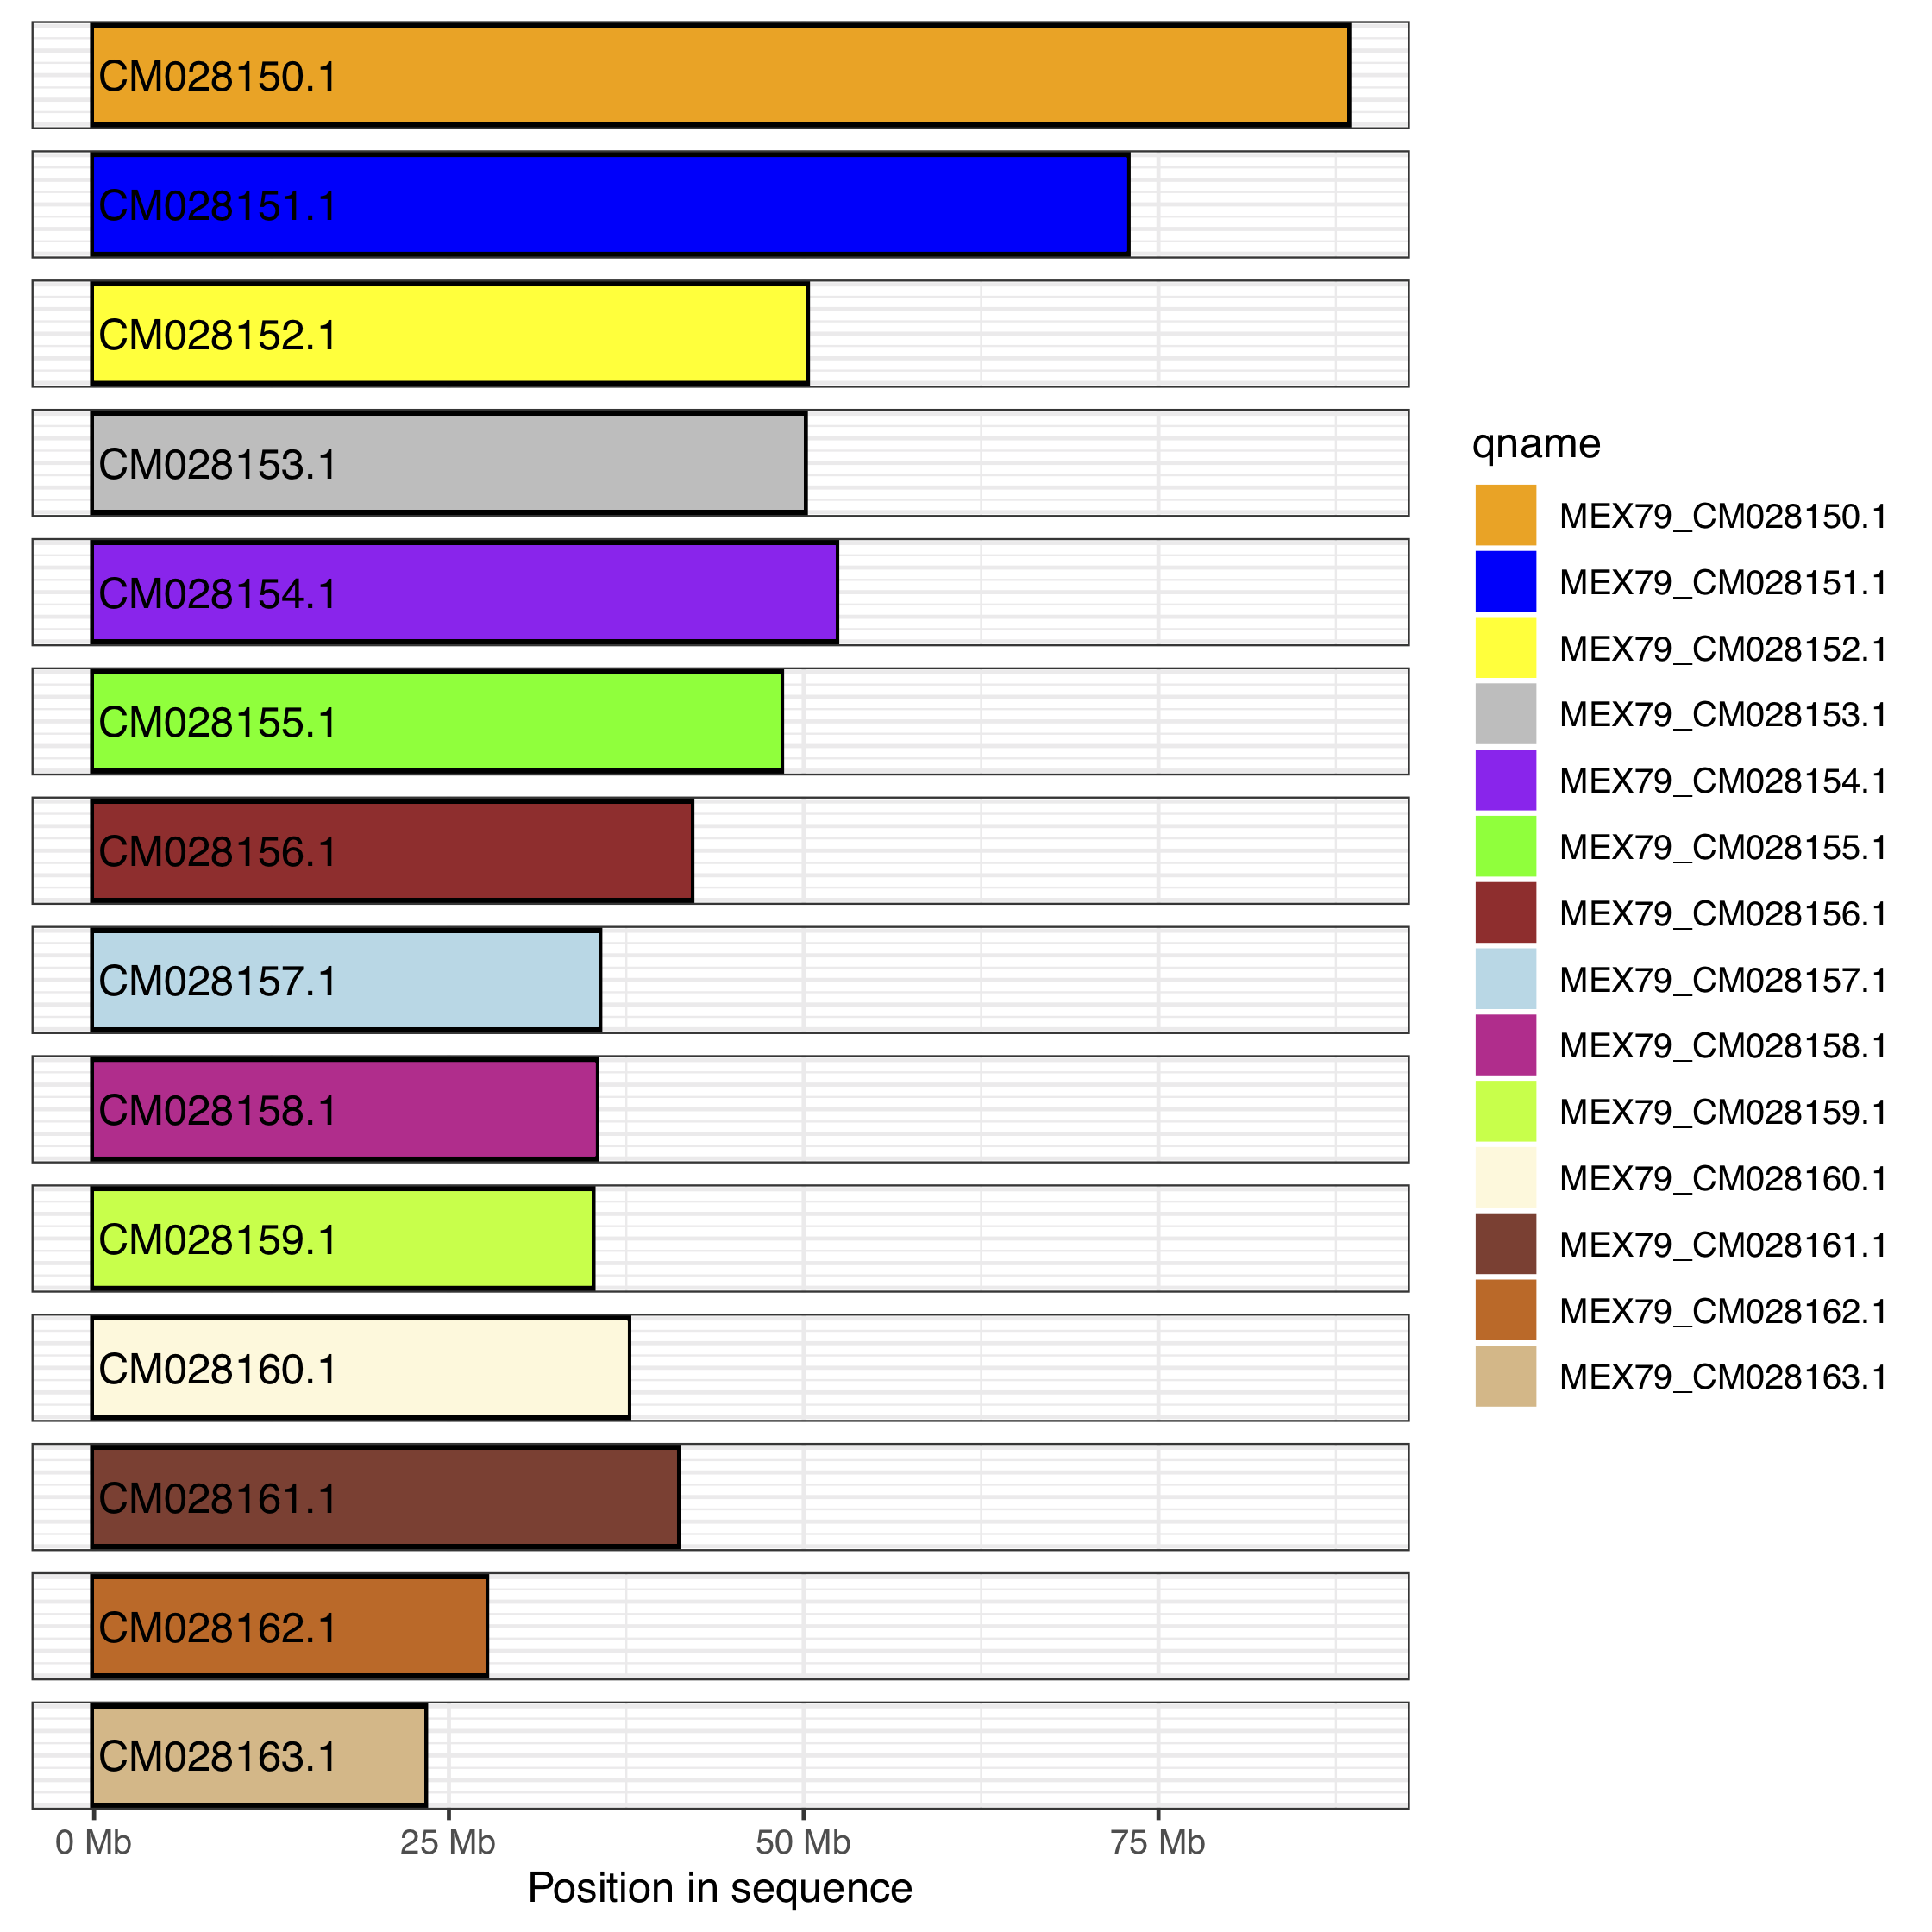 CM028150.1
CM028151.1
CM028152.1
CM028153.1
CM028154.1
CM028155.1
CM028156.1
CM028157.1
CM028158.1
CM028159.1
CM028160.1
CM028161.1
CM028162.1
CM028163.1
0 Mb 25 Mb 50 Mb 75 Mb
Position in sequence
qname
MEX79_CM028150.1
MEX79_CM028151.1
MEX79_CM028152.1
MEX79_CM028153.1
MEX79_CM028154.1
MEX79_CM028155.1
MEX79_CM028156.1
MEX79_CM028157.1
MEX79_CM028158.1
MEX79_CM028159.1
MEX79_CM028160.1
MEX79_CM028161.1
MEX79_CM028162.1
MEX79_CM028163.1